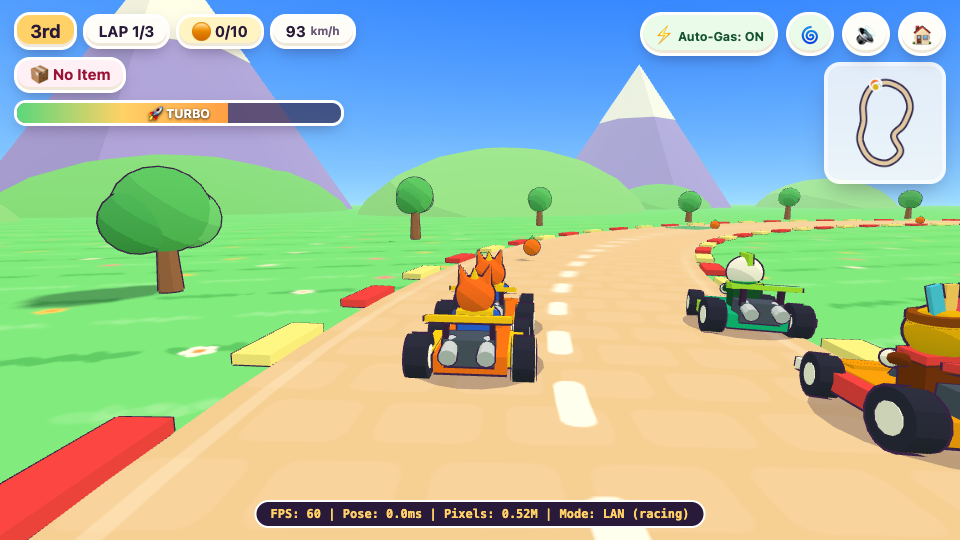 3rd
LAP 1/3
0/10
93 km/h
Auto-Gas: ON
No Item
TURBO
FPS: 60 | Pose: 0.0ms | Pixels: 0.52M | Mode: LAN (racing)